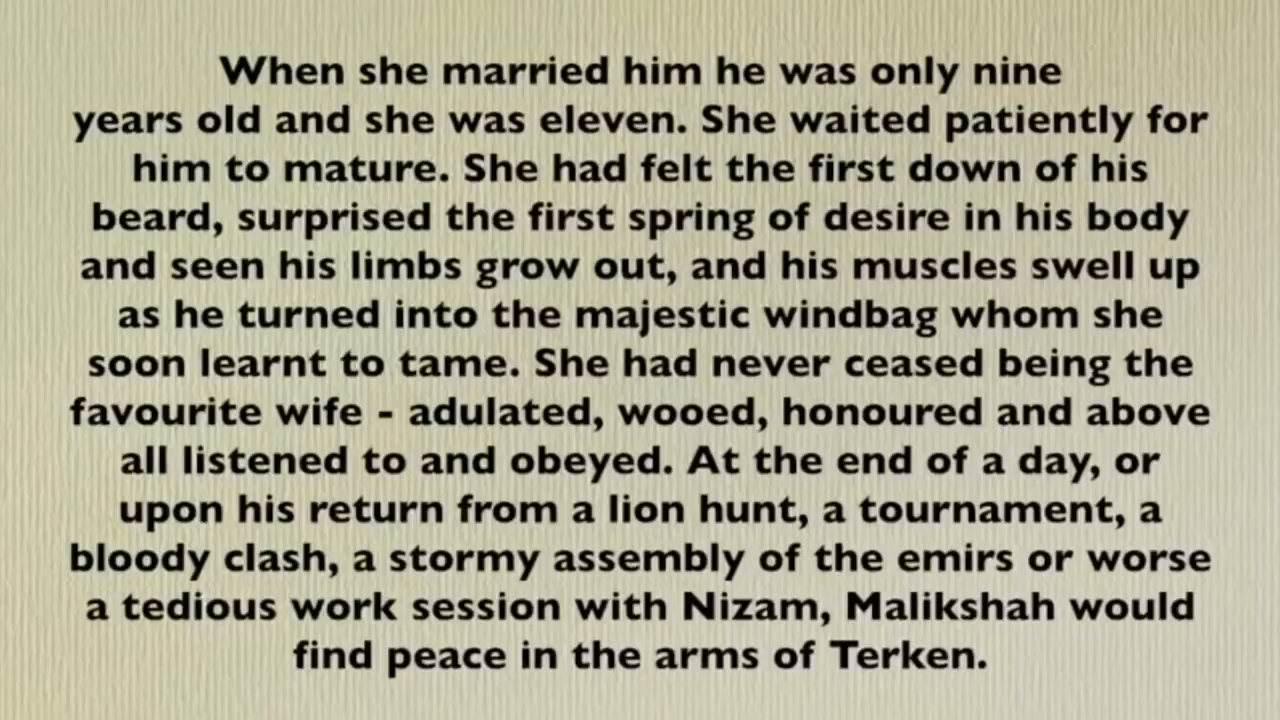 When she married him he was only nine
years old and she was eleven. She waited patiently for
him to mature. She had felt the first down of his
beard, surprised the first spring of desire in his body
and seen his limbs grow out, and his muscles swell up
as he turned into the majestic windbag whom she
soon learnt to tame. She had never ceased being the
favourite wife - adulated, wooed, honoured and above
all listened to and obeyed. At the end of a day, or
upon his return from a lion hunt, a tournament, a
bloody clash, a stormy assembly of the emirs or worse
a tedious work session with Nizam, Malikshah would
find peace in the arms of Terken.